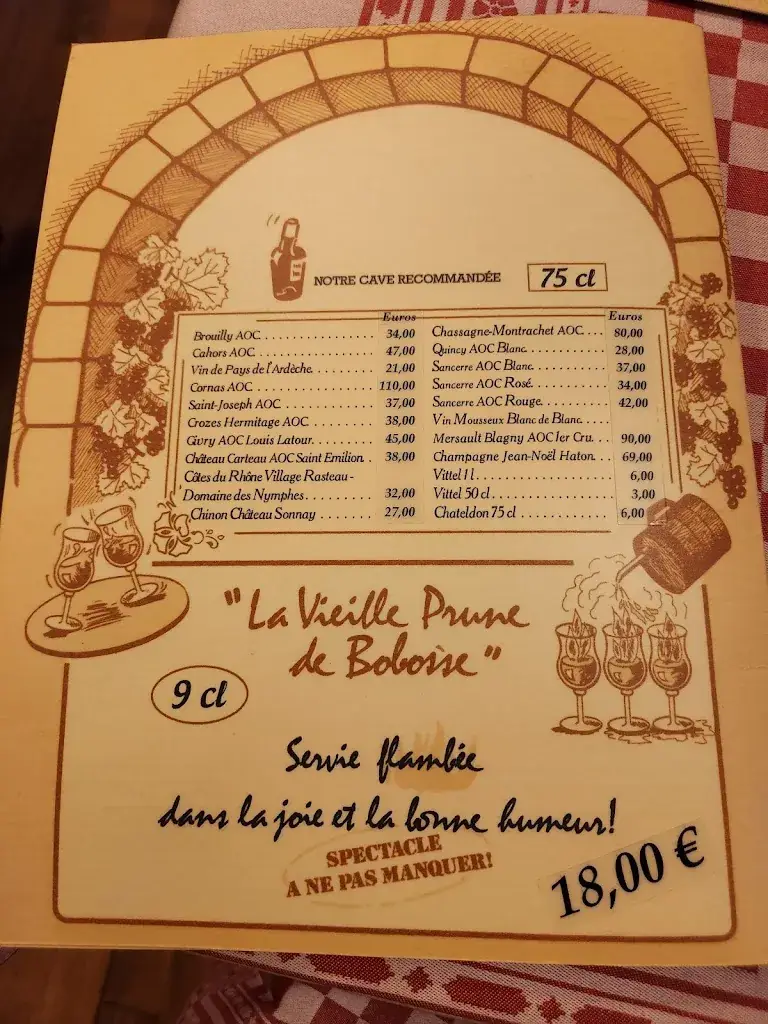 NOTRE CAVE RECOMMANDÉE 75 cl
Euros
Brouilly AOC. . . . . . . . . . . . . . . . 34,00
Cahors AOC. . . . . . . . . . . . . . . . . 47,00
Vin de Pays de l'Ardèche. . . . . . . . . . 21,00
Cornas AOC. . . . . . . . . . . . . . . . . 110,00
Saint-Joseph AOC . . . . . . . . . . . . . 37,00
Crozes Hermitage AOC . . . . . . . . . . . 38,00
Givry AOC Louis Latour. . . . . . . . . . . 45,00
Château Carteau AOC Saint Emilion. . 38,00
Côtes du Rhône Village Rasteau -
Domaine des Nymphes. . . . . . . . . . . 32,00
Chinon Château Sonnay . . . . . . . . . . 27,00
Euros
Chassagne-Montrachet AOC. . . . 80,00
Quincy AOC Blanc. . . . . . . . . . . . 28,00
Sancerre AOC Blanc. . . . . . . . . . . 37,00
Sancerre AOC Rosé. . . . . . . . . . . . 34,00
Sancerre AOC Rouge. . . . . . . . . . . 42,00
Vin Mousseux Blanc de Blanc. . . . .
Mersault Blagny AOC 1er Cru. . . 90,00
Champagne Jean-Noël Haton. . . 69,00
Vittel 1 l. . . . . . . . . . . . . . . . . . . 6,00
Vittel 50 cl. . . . . . . . . . . . . . . . . 3,00
Chateldon 75 cl . . . . . . . . . . . . . 6,00
"La Vieille Prune
de Boboisse"
9 cl
Servie flambée
dans la joie et la bonne humeur!
SPECTACLE
A NE PAS MANQUER!
18,00 €